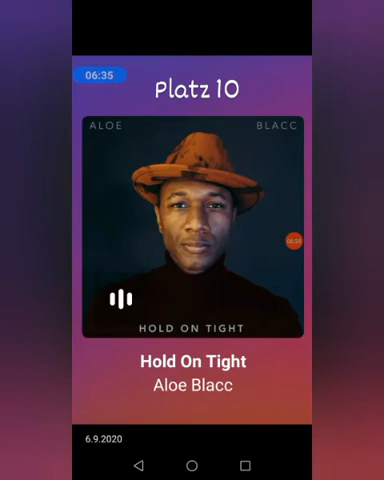 06:35
Platz 10
ALOE BLACC
HOLD ON TIGHT
Hold On Tight
Aloe Blacc
6.9.2020